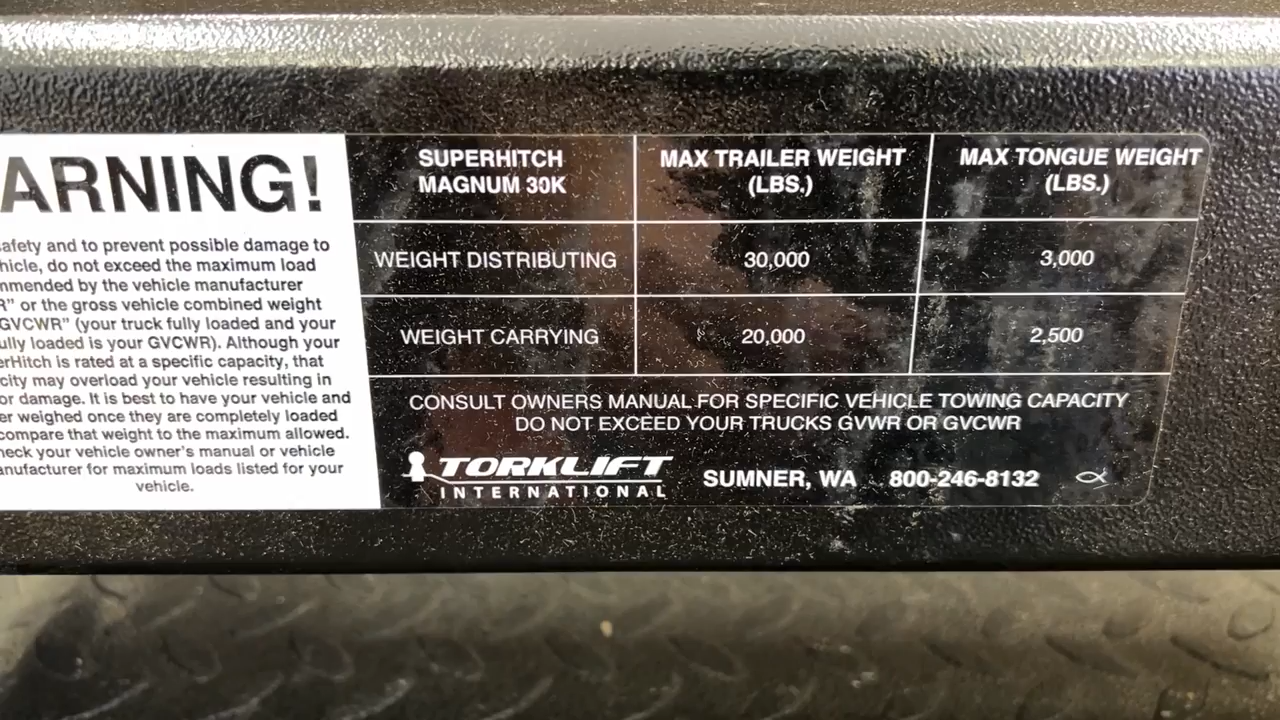 ARNING!
safety and to prevent possible damage to
hicle, do not exceed the maximum load
nmended by the vehicle manufacturer
R" or the gross vehicle combined weight
GVCWR" (your truck fully loaded and your
ully loaded is your GVCWR). Although your
erHitch is rated at a specific capacity, that
city may overload your vehicle resulting in
or damage. It is best to have your vehicle and
er weighed once they are completely loaded
compare that weight to the maximum allowed.
heck your vehicle owner's manual or vehicle
anufacturer for maximum loads listed for your
vehicle.
SUPERHITCH
MAGNUM 30K
MAX TRAILER WEIGHT
(LBS.)
MAX TONGUE WEIGHT
(LBS.)
WEIGHT DISTRIBUTING 30,000 3,000
WEIGHT CARRYING 20,000 2,500
CONSULT OWNERS MANUAL FOR SPECIFIC VEHICLE TOWING CAPACITY
DO NOT EXCEED YOUR TRUCKS GVWR OR GVCWR
TORKLIFT
INTERNATIONAL
SUMNER, WA 800-246-8132